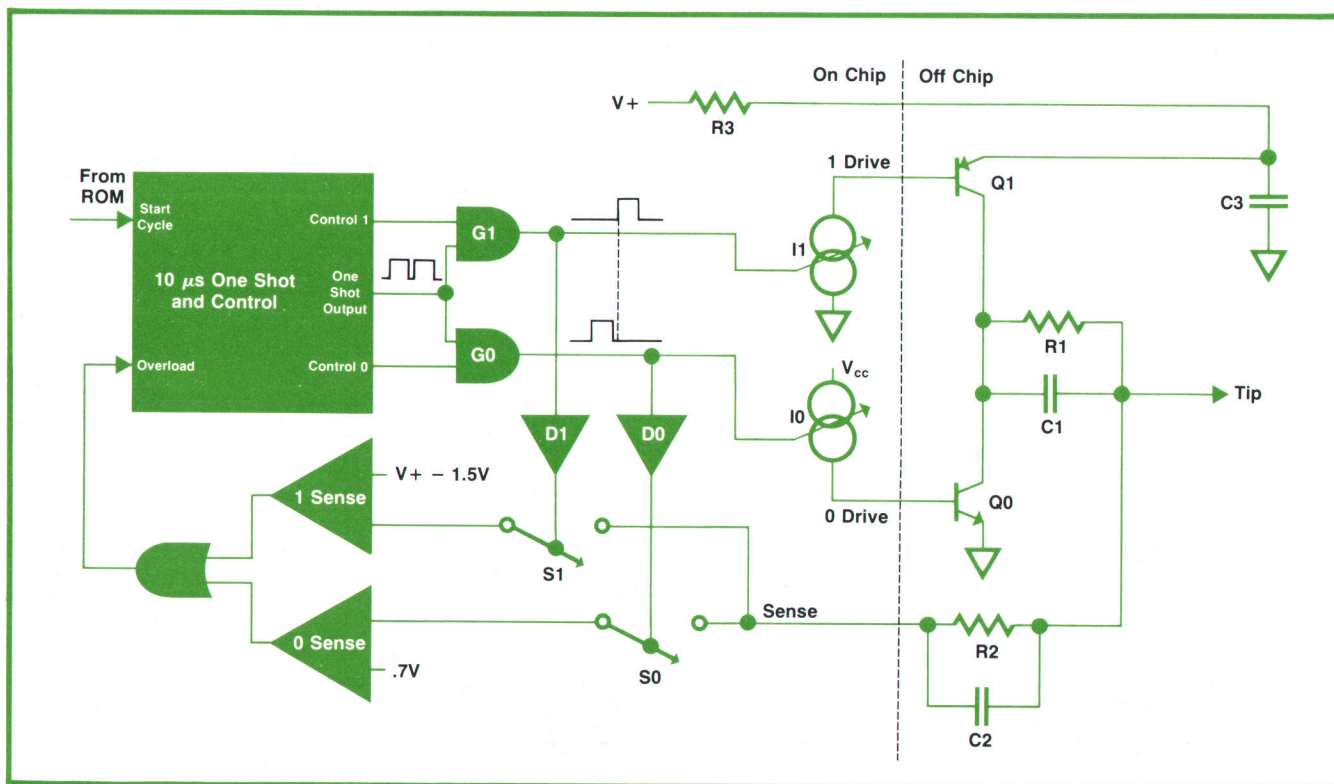 On Chip
Off Chip
V+
R3
1 Drive
Q1
C3
From
ROM
Start
Cycle
Control 1
G1
I1
10 µs One Shot
and Control
One
Shot
Output
R1
Overload
Control 0
G0
Vcc
I0
C1
Tip
D1
D0
V+ − 1.5V
1 Sense
0 Drive
Q0
S1
Sense
0 Sense
.7V
S0
R2
C2